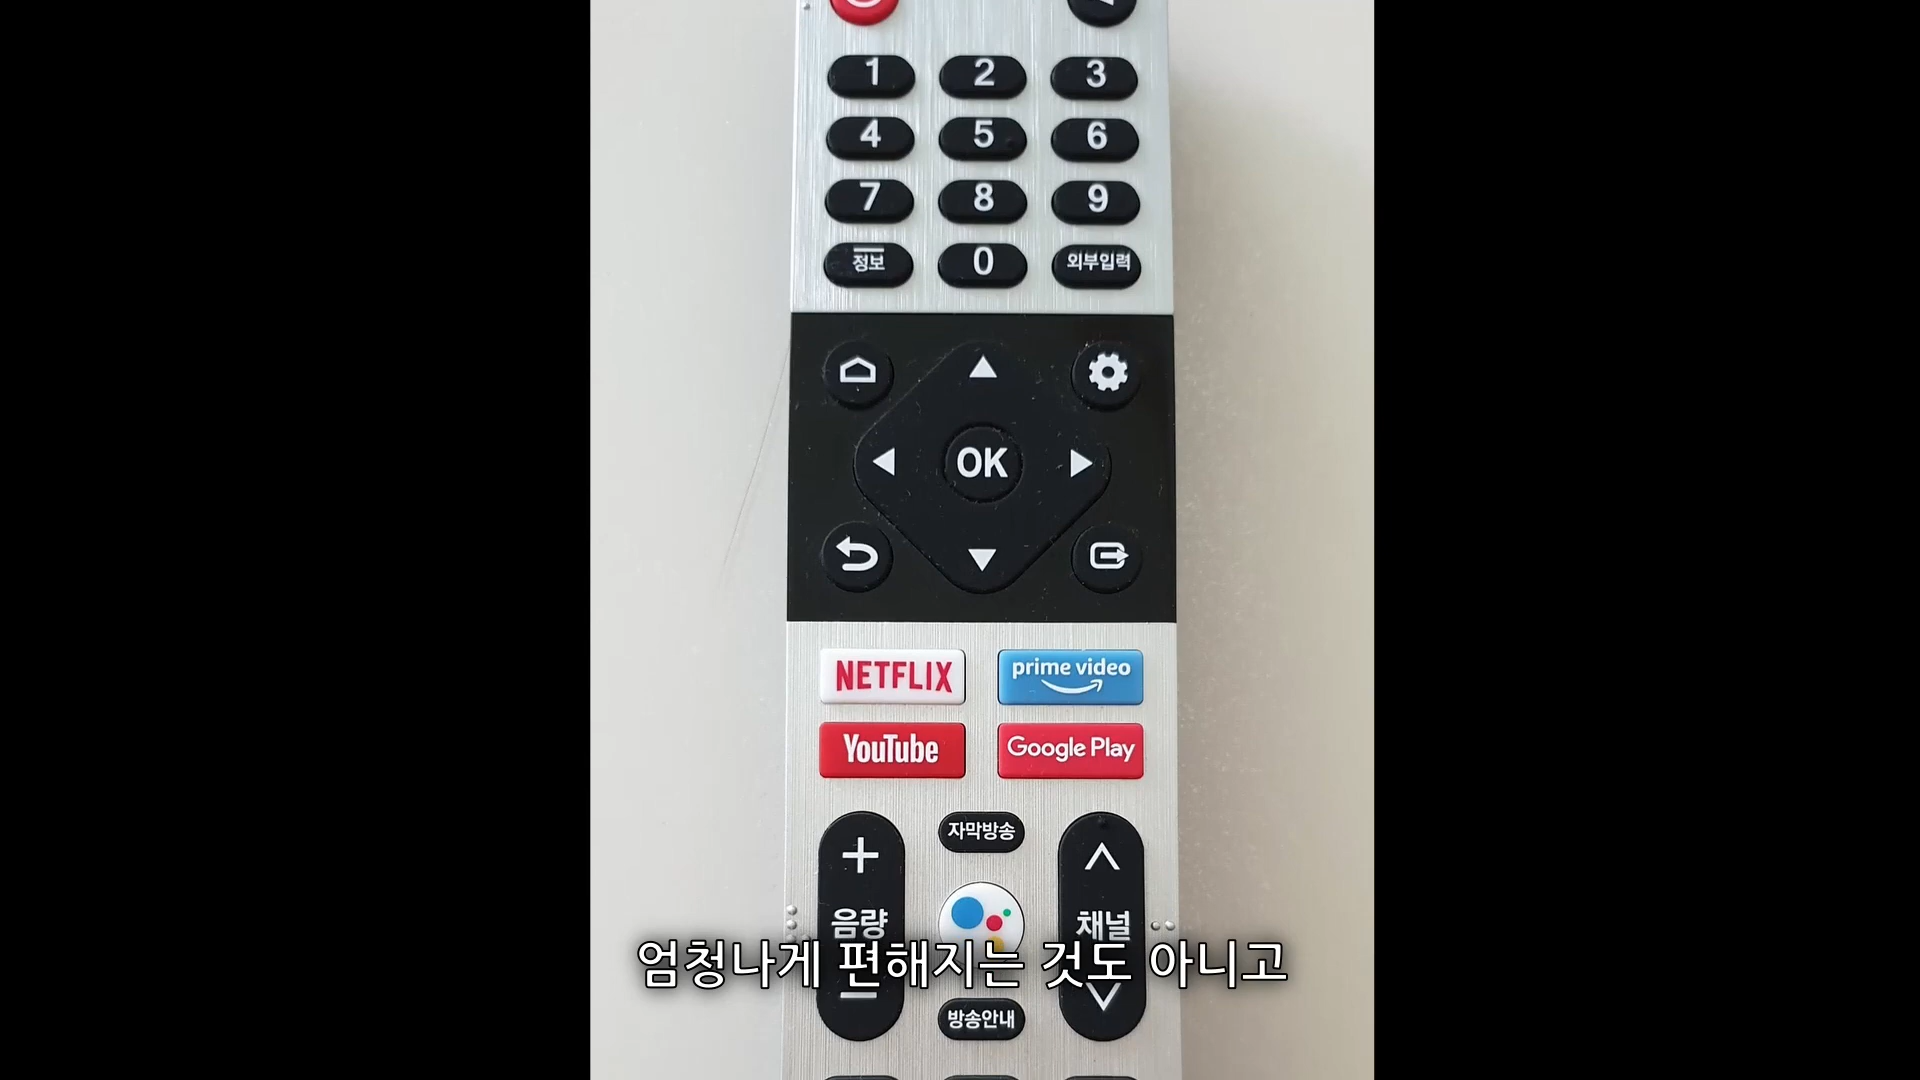 1 2 3
4 5 6
7 8 9
정보 0 외부입력
OK
NETFLIX prime video
YouTube Google Play
자막방송
음량 채널
엄청나게 편해지는 것도 아니고
방송안내